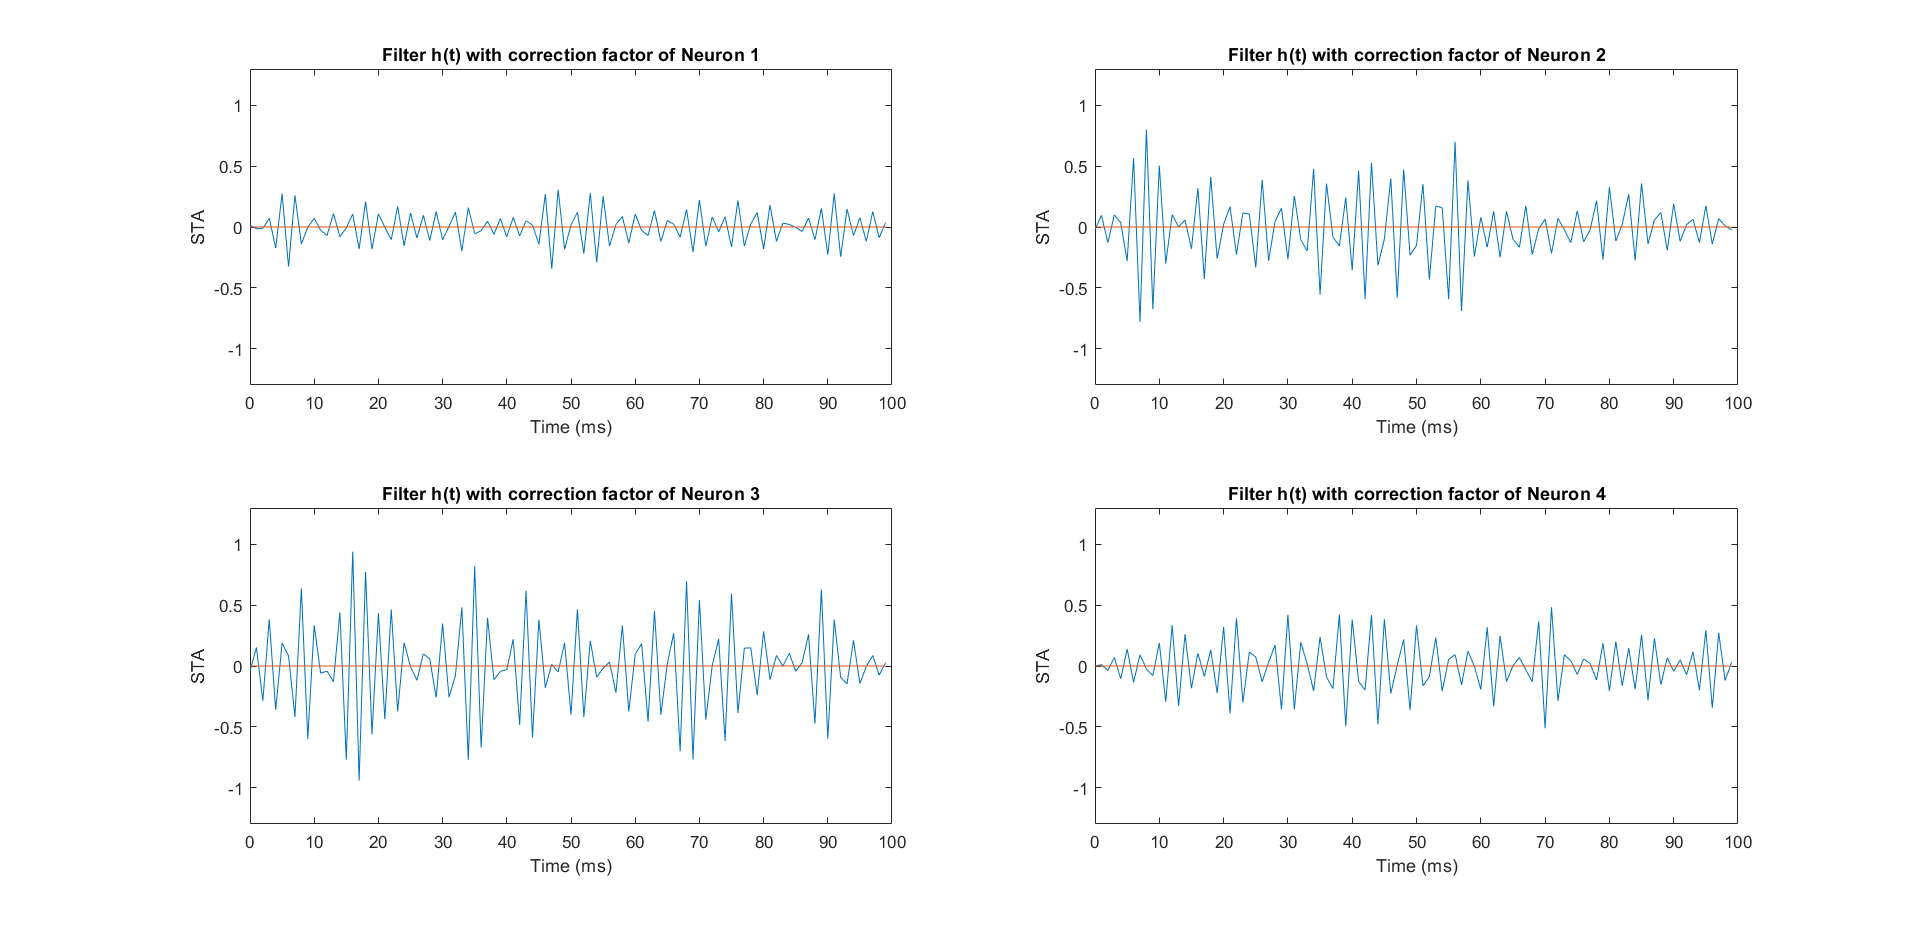 Filter h(t) with correction factor of Neuron 1
STA
1
0.5
0
-0.5
-1
0 10 20 30 40 50 60 70 80 90 100
Time (ms)
Filter h(t) with correction factor of Neuron 2
STA
1
0.5
0
-0.5
-1
0 10 20 30 40 50 60 70 80 90 100
Time (ms)
Filter h(t) with correction factor of Neuron 3
STA
1
0.5
0
-0.5
-1
0 10 20 30 40 50 60 70 80 90 100
Time (ms)
Filter h(t) with correction factor of Neuron 4
STA
1
0.5
0
-0.5
-1
0 10 20 30 40 50 60 70 80 90 100
Time (ms)